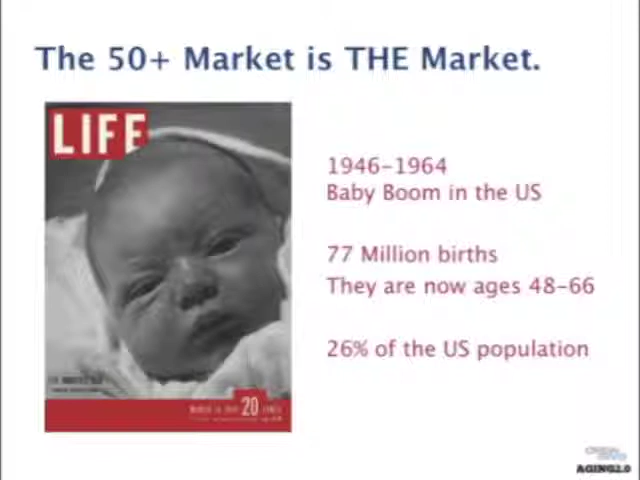 The 50+ Market is THE Market.
LIFE
1946-1964
Baby Boom in the US
77 Million births
They are now ages 48-66
26% of the US population
20
AGING2.0